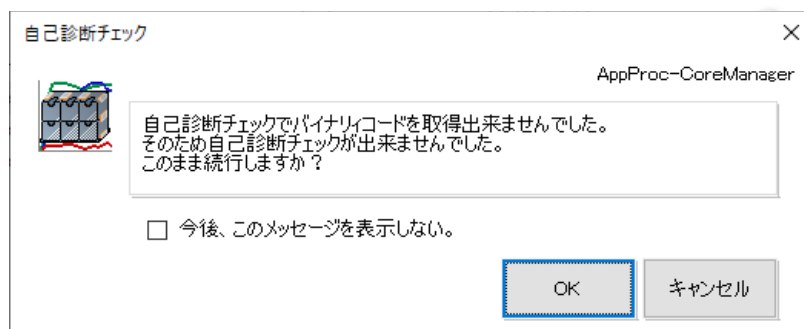 自己診断チェック
AppProc-CoreManager
自己診断チェックでバイナリィコードを取得出来ませんでした。
そのため自己診断チェックが出来ませんでした。
このまま続行しますか？
今後、このメッセージを表示しない。
OK
キャンセル